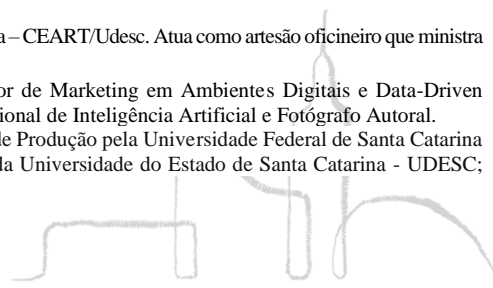 a – CEART/Udesc. Atua como artesão oficineiro que ministra
or de Marketing em Ambientes Digitais e Data-Driven
ional de Inteligência Artificial e Fotógrafo Autoral.
de Produção pela Universidade Federal de Santa Catarina
da Universidade do Estado de Santa Catarina - UDESC;